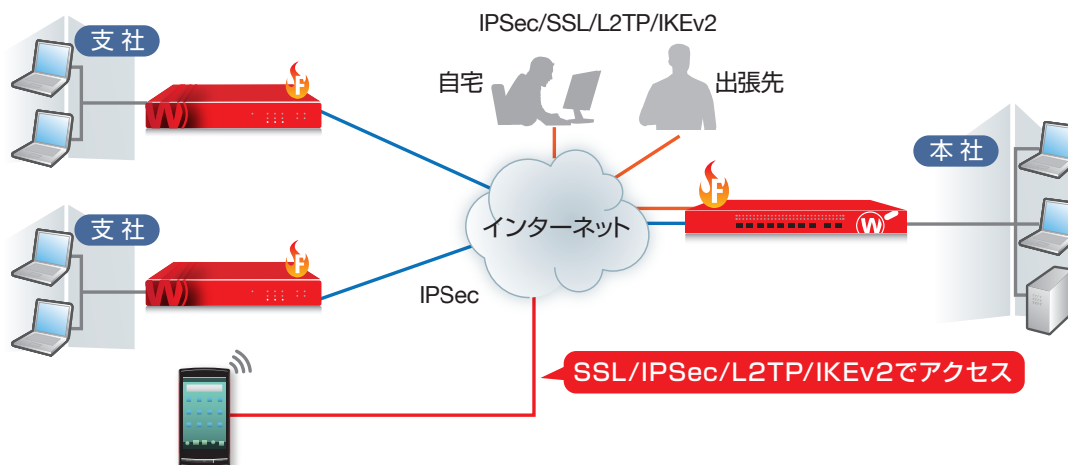 IPSec/SSL/L2TP/IKEv2
支社
自宅
出張先
本社
インターネット
支社
IPSec
SSL/IPSec/L2TP/IKEv2でアクセス
F
F
F
W
W
W